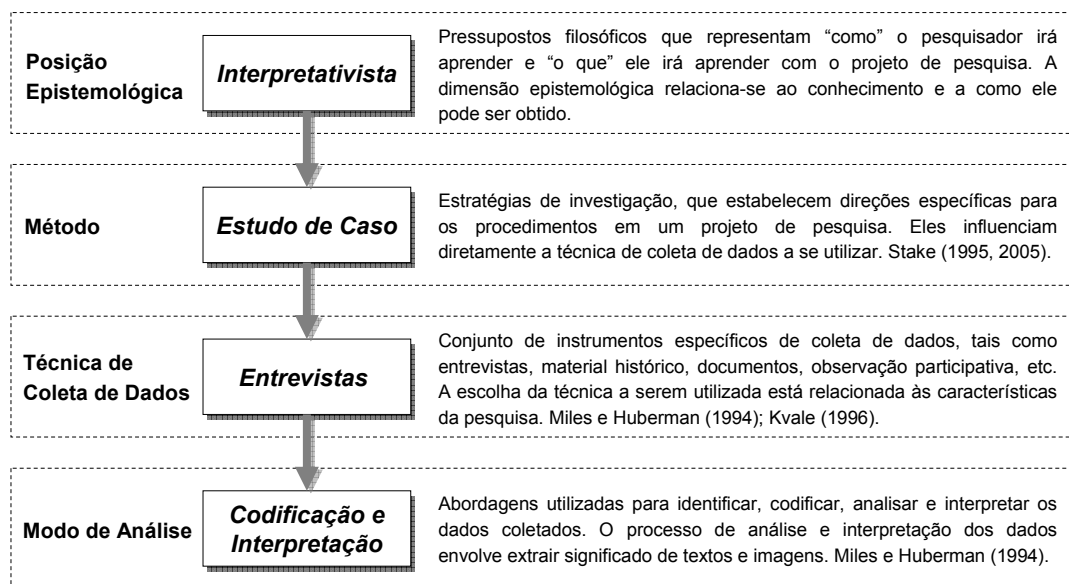 Posição
Epistemológica
Interpretativista
Pressupostos filosóficos que representam “como” o pesquisador irá
aprender e “o que” ele irá aprender com o projeto de pesquisa. A
dimensão epistemológica relaciona-se ao conhecimento e a como ele
pode ser obtido.
Método
Estudo de Caso
Estratégias de investigação, que estabelecem direções específicas para
os procedimentos em um projeto de pesquisa. Eles influenciam
diretamente a técnica de coleta de dados a se utilizar. Stake (1995, 2005).
Técnica de
Coleta de Dados
Entrevistas
Conjunto de instrumentos específicos de coleta de dados, tais como
entrevistas, material histórico, documentos, observação participativa, etc.
A escolha da técnica a serem utilizada está relacionada às características
da pesquisa. Miles e Huberman (1994); Kvale (1996).
Modo de Análise
Codificação e
Interpretação
Abordagens utilizadas para identificar, codificar, analisar e interpretar os
dados coletados. O processo de análise e interpretação dos dados
envolve extrair significado de textos e imagens. Miles e Huberman (1994).